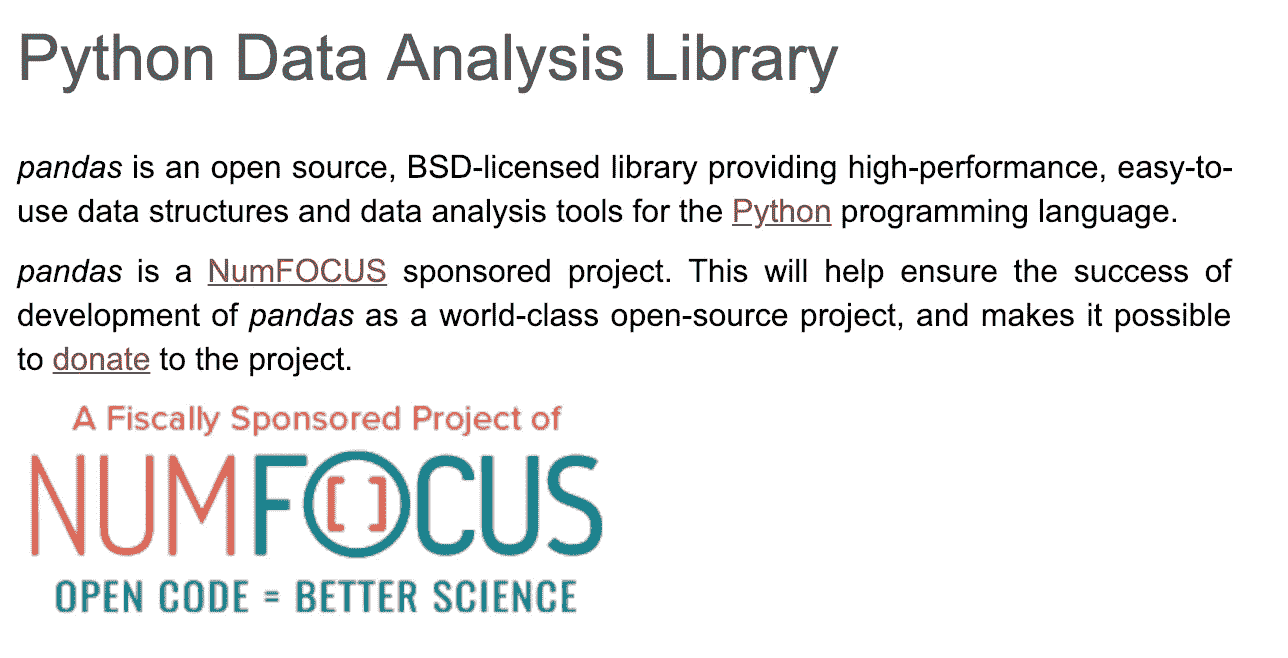 Python Data Analysis Library
pandas is an open source, BSD-licensed library providing high-performance, easy-to-
use data structures and data analysis tools for the Python programming language.
pandas is a NumFOCUS sponsored project. This will help ensure the success of
development of pandas as a world-class open-source project, and makes it possible
to donate to the project.
A Fiscally Sponsored Project of
NUMFOCUS
OPEN CODE = BETTER SCIENCE